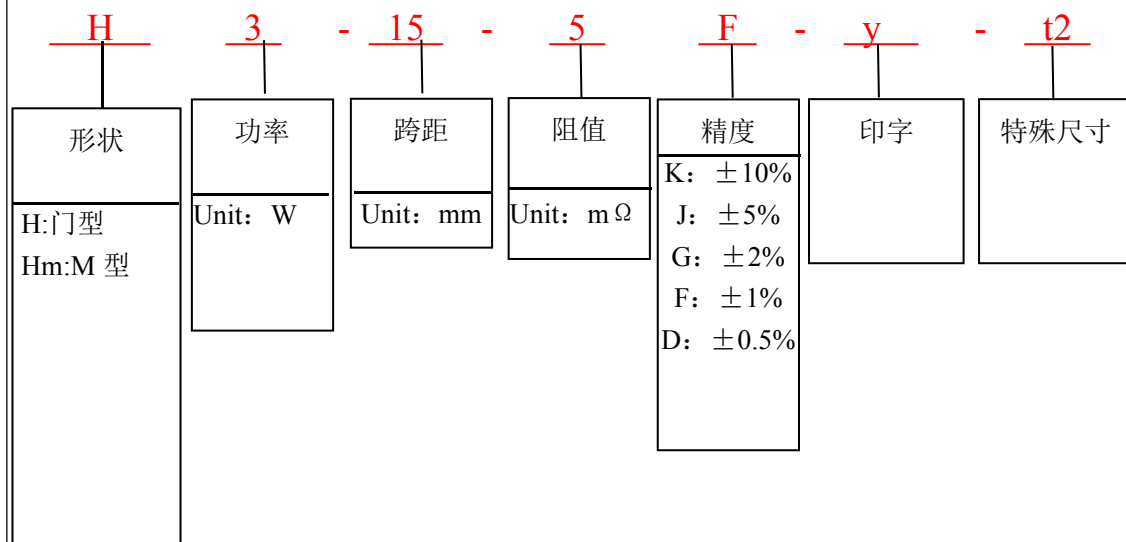 H 3 - 15 - 5 F - y - t2
形状 功率 跨距 阻值 精度 印字 特殊尺寸
H:门型
Hm:M 型
Unit：W
Unit：mm
Unit：mΩ
K：±10%
J：±5%
G：±2%
F：±1%
D：±0.5%